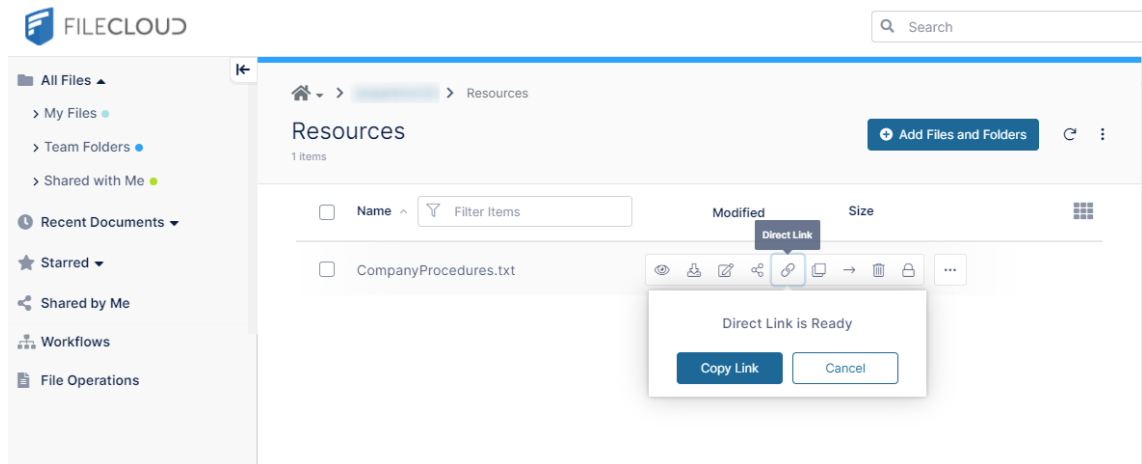 FILECLOUD
Search
All Files
My Files
Team Folders
Shared with Me
Recent Documents
Starred
Shared by Me
Workflows
File Operations
Resources
Resources
1 items
Add Files and Folders
Name
Filter Items
Modified
Size
Direct Link
CompanyProcedures.txt
Direct Link is Ready
Copy Link
Cancel